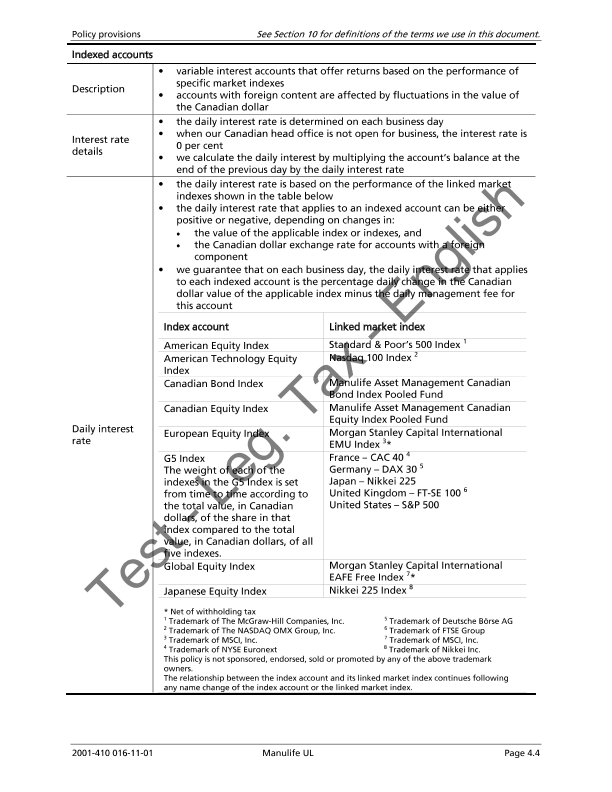 Policy provisions See Section 10 for definitions of the terms we use in this document.
Indexed accounts
Description
• variable interest accounts that offer returns based on the performance of
specific market indexes
• accounts with foreign content are affected by fluctuations in the value of
the Canadian dollar
Interest rate
details
• the daily interest rate is determined on each business day
• when our Canadian head office is not open for business, the interest rate is
0 per cent
• we calculate the daily interest by multiplying the account's balance at the
end of the previous day by the daily interest rate
Daily interest
rate
• the daily interest rate is based on the performance of the linked market
indexes shown in the table below
• the daily interest rate that applies to an indexed account can be either
positive or negative, depending on changes in:
• the value of the applicable index or indexes, and
• the Canadian dollar exchange rate for accounts with a foreign
component
• we guarantee that on each business day, the daily interest rate that applies
to each indexed account is the percentage daily change in the Canadian
dollar value of the applicable index minus the daily management fee for
this account
Index account Linked market index
American Equity Index Standard & Poor's 500 Index 1
American Technology Equity
Index
Nasdaq 100 Index 2
Canadian Bond Index
Manulife Asset Management Canadian
Bond Index Pooled Fund
Canadian Equity Index
Manulife Asset Management Canadian
Equity Index Pooled Fund
European Equity Index
Morgan Stanley Capital International
EMU Index 3*
G5 Index
The weight of each of the
indexes in the G5 Index is set
from time to time according to
the total value, in Canadian
dollars, of the share in that
index compared to the total
value, in Canadian dollars, of all
five indexes.
France – CAC 40 4
Germany – DAX 30 5
Japan – Nikkei 225
United Kingdom – FT-SE 100 6
United States – S&P 500
Global Equity Index
Morgan Stanley Capital International
EAFE Free Index 7*
Japanese Equity Index Nikkei 225 Index 8
* Net of withholding tax
1 Trademark of The McGraw-Hill Companies, Inc.
2 Trademark of The NASDAQ OMX Group, Inc.
3 Trademark of MSCI, Inc.
4 Trademark of NYSE Euronext
5 Trademark of Deutsche Börse AG
6 Trademark of FTSE Group
7 Trademark of MSCI, Inc.
8 Trademark of Nikkei Inc.
This policy is not sponsored, endorsed, sold or promoted by any of the above trademark
owners.
The relationship between the index account and its linked market index continues following
any name change of the index account or the linked market index.
Test - Leg. Tax - English
2001-410 016-11-01 Manulife UL Page 4.4